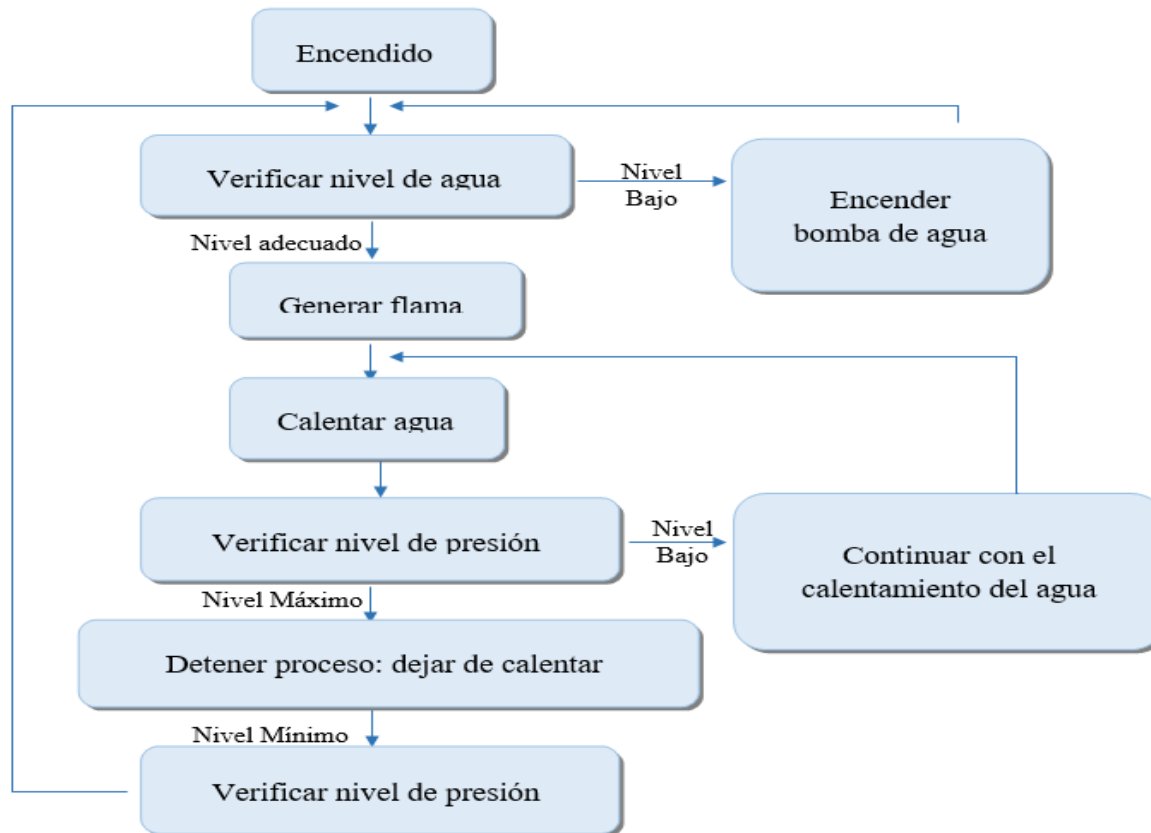 Encendido
Verificar nivel de agua
Nivel
Bajo
Encender
bomba de agua
Nivel adecuado
Generar flama
Calentar agua
Verificar nivel de presión
Nivel
Bajo
Continuar con el
calentamiento del agua
Nivel Máximo
Detener proceso: dejar de calentar
Nivel Mínimo
Verificar nivel de presión